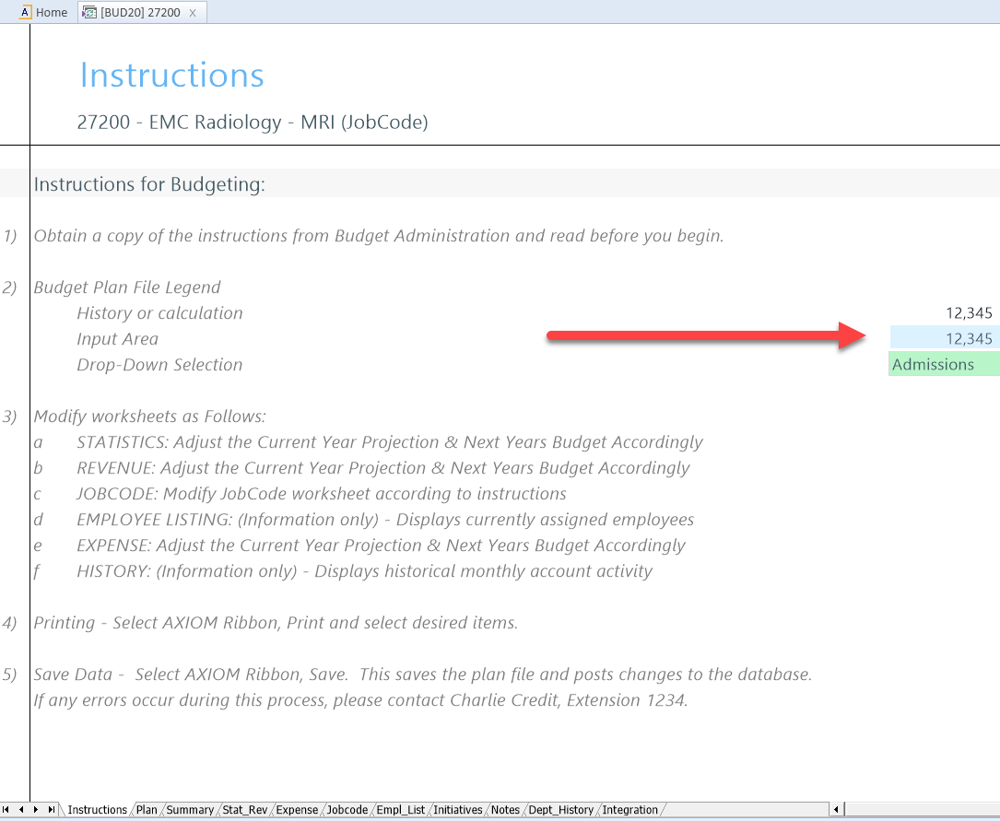 A Home [BUD20] 27200 x
Instructions
27200 - EMC Radiology - MRI (JobCode)
Instructions for Budgeting:
1) Obtain a copy of the instructions from Budget Administration and read before you begin.
2) Budget Plan File Legend
History or calculation 12,345
Input Area 12,345
Drop-Down Selection Admissions
3) Modify worksheets as Follows:
a STATISTICS: Adjust the Current Year Projection & Next Years Budget Accordingly
b REVENUE: Adjust the Current Year Projection & Next Years Budget Accordingly
c JOBCODE: Modify JobCode worksheet according to instructions
d EMPLOYEE LISTING: (Information only) - Displays currently assigned employees
e EXPENSE: Adjust the Current Year Projection & Next Years Budget Accordingly
f HISTORY: (Information only) - Displays historical monthly account activity
4) Printing - Select AXIOM Ribbon, Print and select desired items.
5) Save Data - Select AXIOM Ribbon, Save. This saves the plan file and posts changes to the database.
If any errors occur during this process, please contact Charlie Credit, Extension 1234.
Instructions Plan Summary Stat_Rev Expense Jobcode Empl_List Initiatives Notes Dept_History Integration